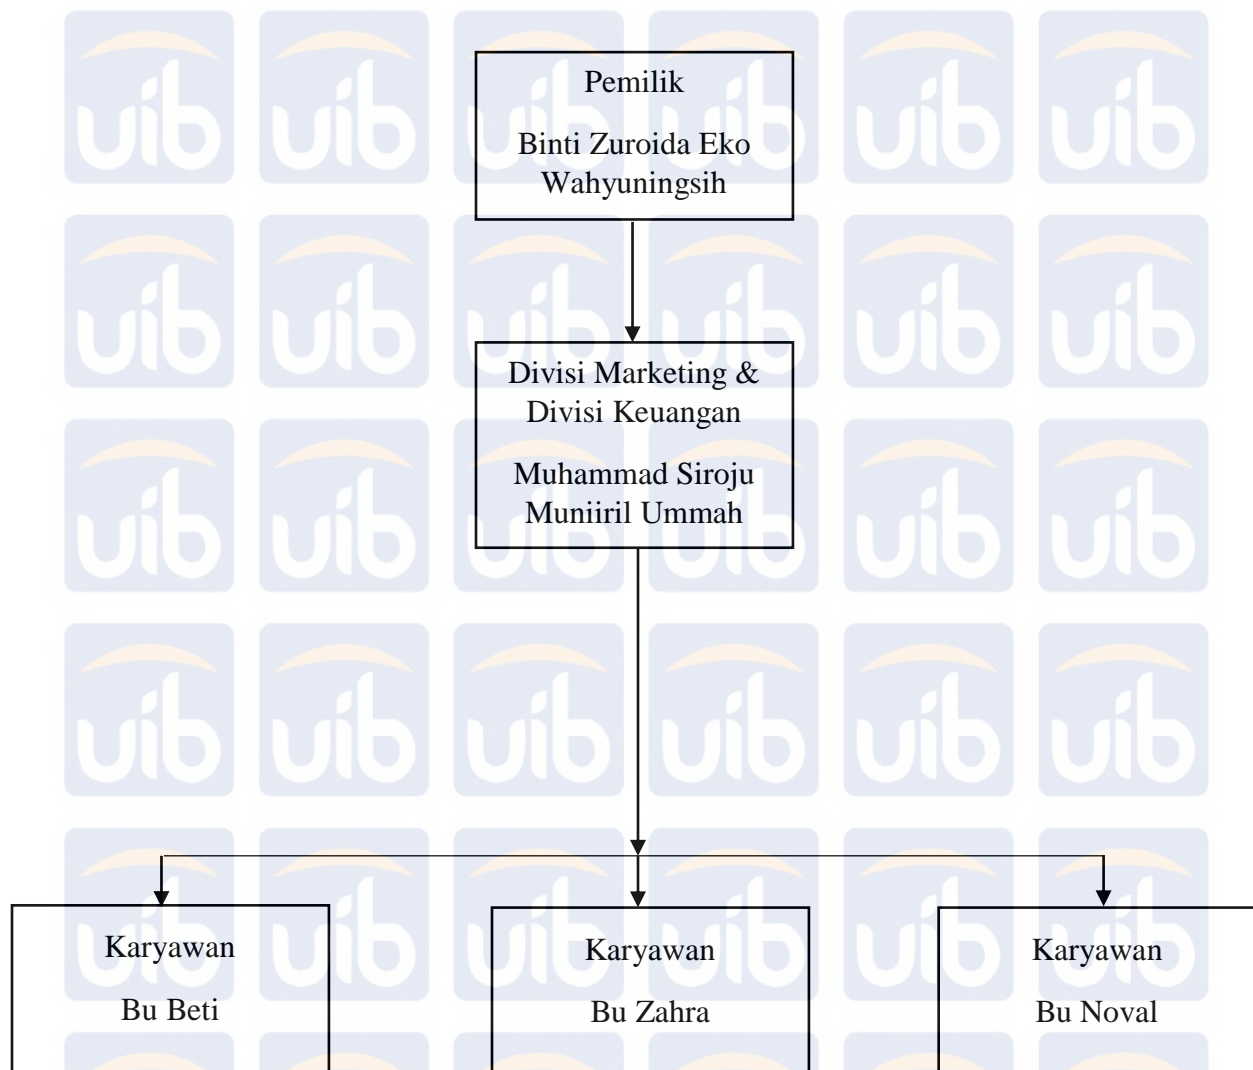 Pemilik
Binti Zuroida Eko
Wahyuningsih
Divisi Marketing &
Divisi Keuangan
Muhammad Siroju
Muniiril Ummah
Karyawan
Bu Beti
Karyawan
Bu Zahra
Karyawan
Bu Noval